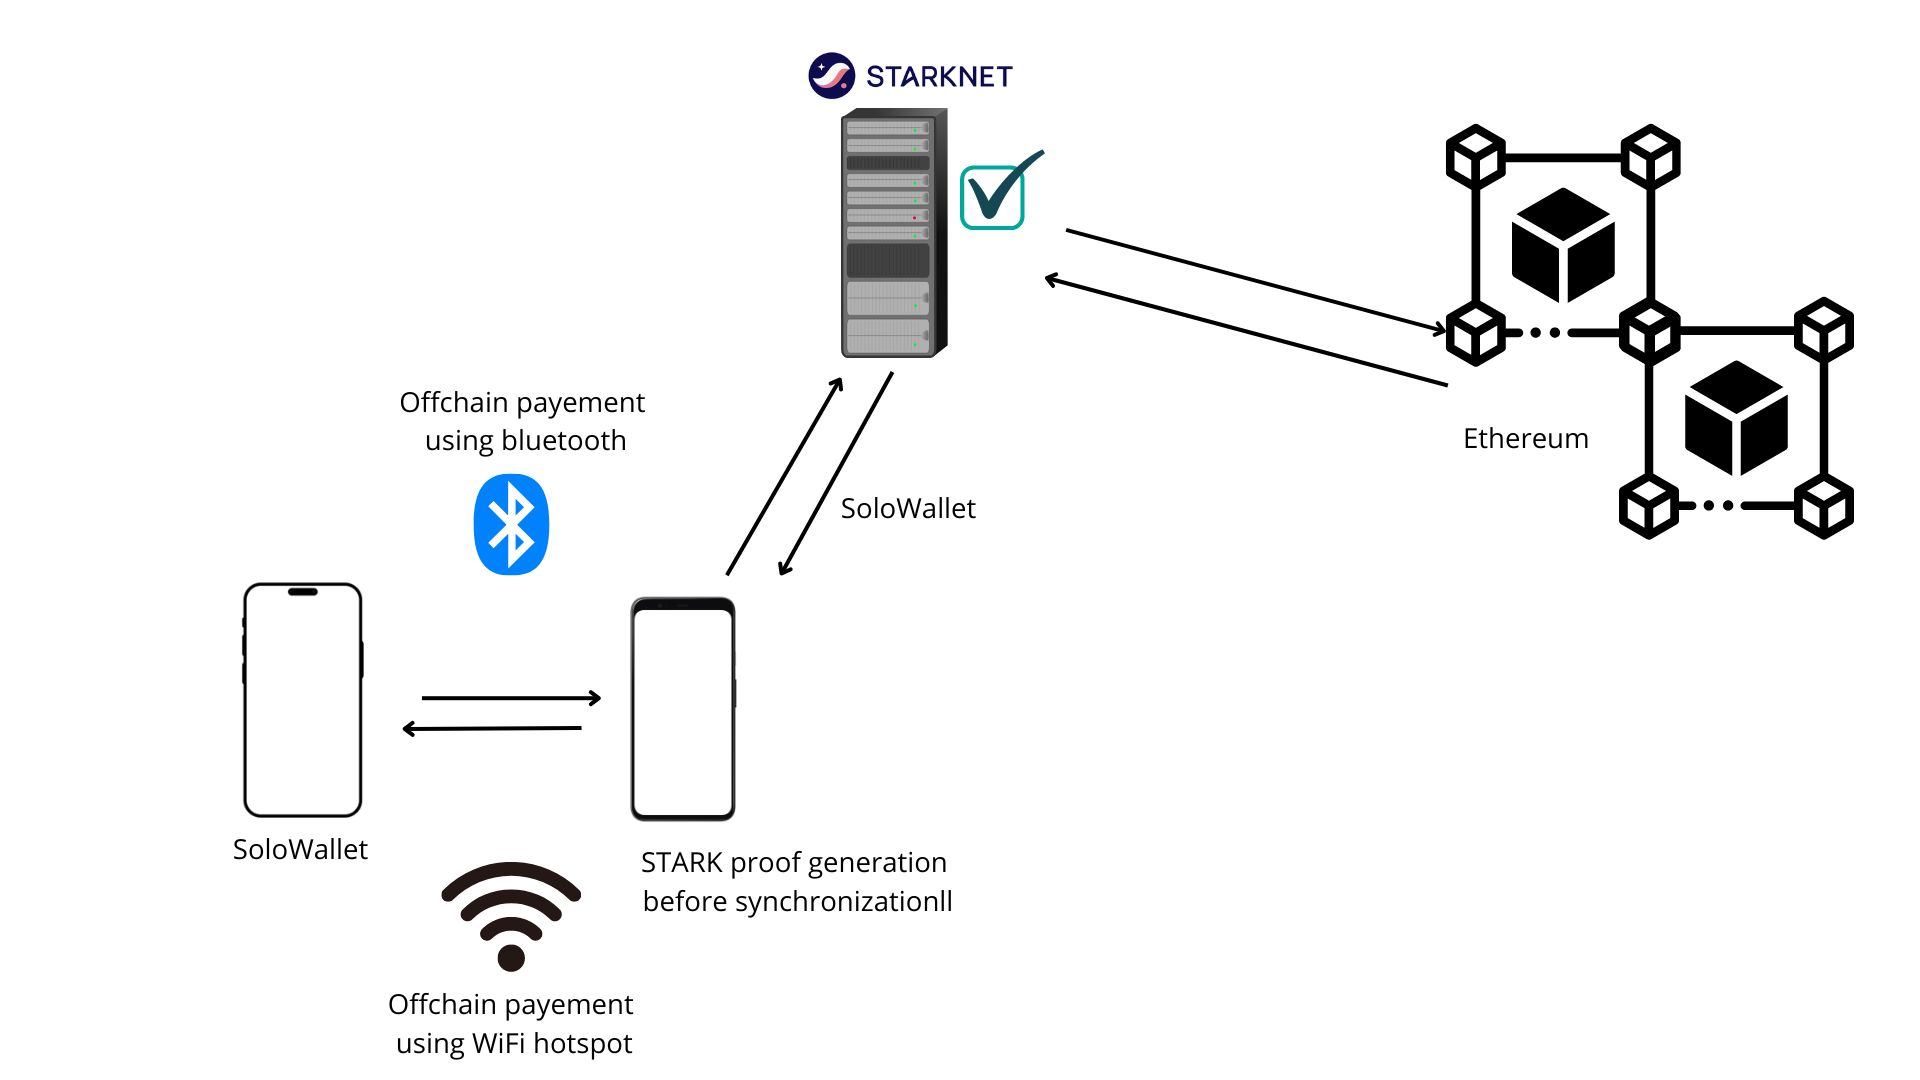 STARKNET
Offchain payement
using bluetooth
Ethereum
SoloWallet
SoloWallet
STARK proof generation
before synchronizationll
Offchain payement
using WiFi hotspot